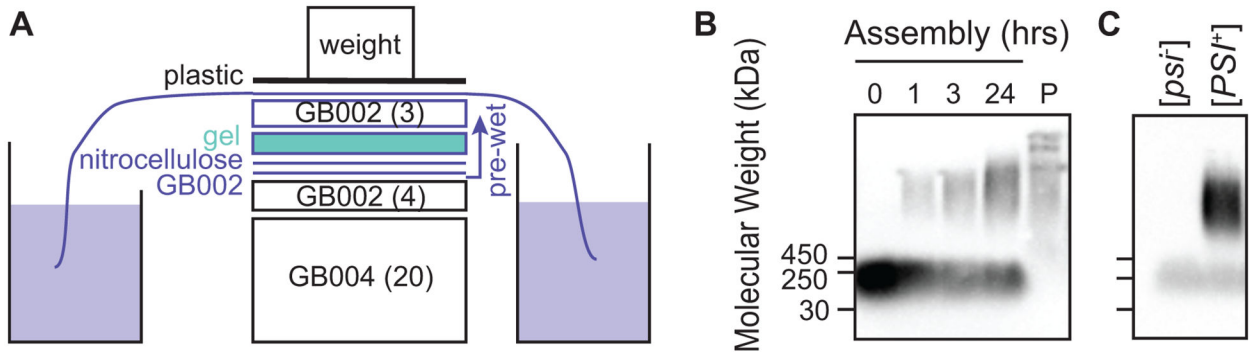 A
weight
plastic
GB002 (3)
gel
nitrocellulose
GB002
pre-wet
GB002 (4)
GB004 (20)
B
Assembly (hrs)
0 1 3 24 P
Molecular Weight (kDa)
450
250
30
C
[psi-]
[PSI+]